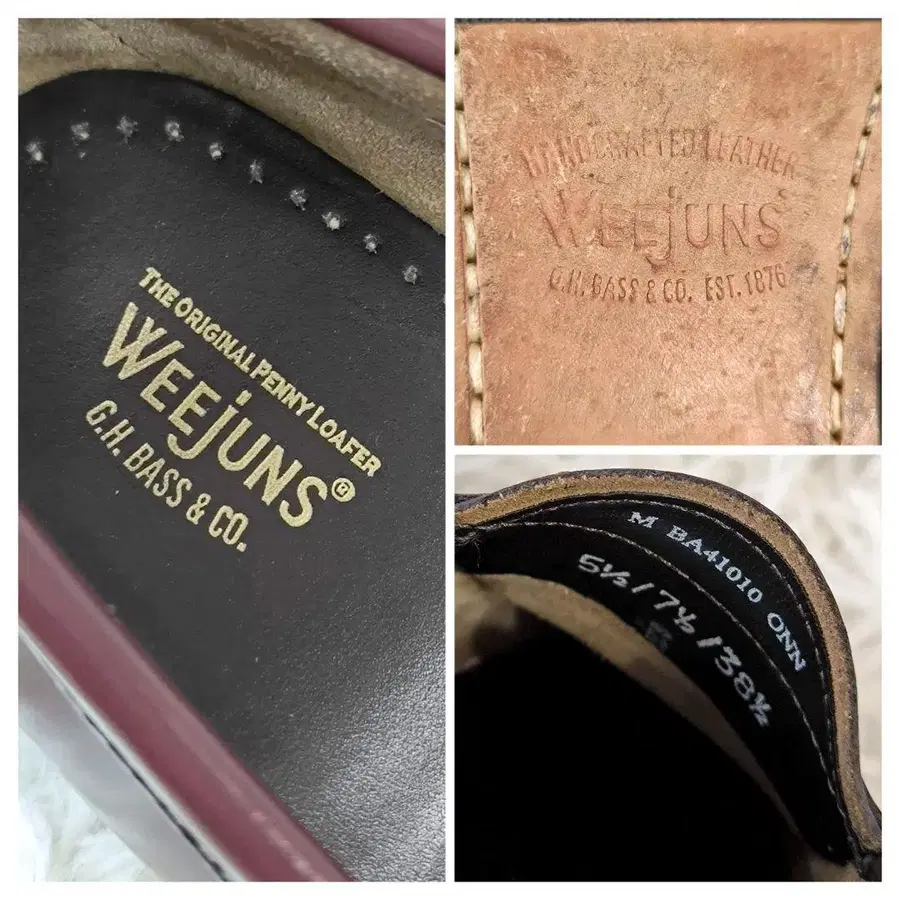 THE ORIGINAL PENNY LOAFER
WEEjUNS®
G.H. BASS & CO.
HANDCRAFTED LEATHER
WEEjUNS
G.H. BASS & CO. EST. 1876
M BA41010 ONN
5½ / 7½ / 38½